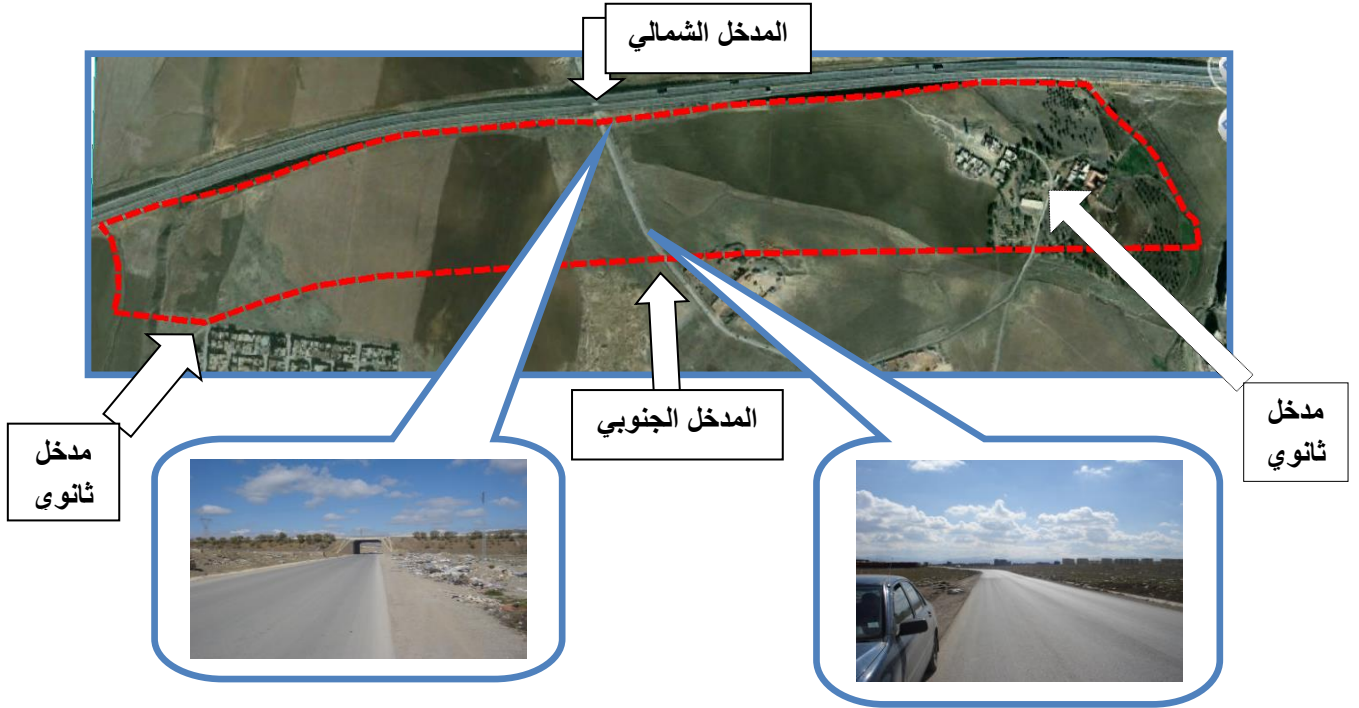 المدخل الشمالي
المدخل الجنوبي
مدخل
ثانوي
مدخل
ثانوي